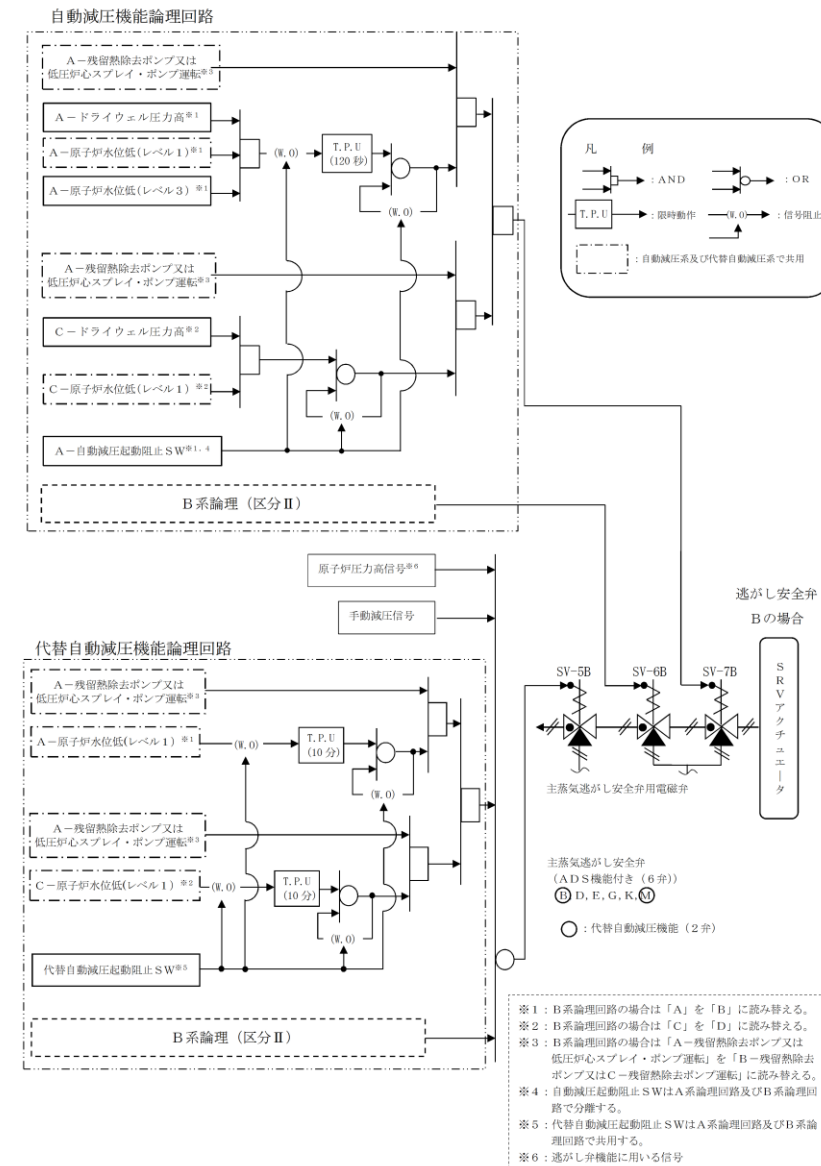 自動減圧機能論理回路
A－残留熱除去ポンプ又は
低圧炉心スプレイ・ポンプ運転※3
A－ドライウェル圧力高※1
A－原子炉水位低(レベル1)※1
A－原子炉水位低(レベル3)※1
(W.O)
T.P.U
(120秒)
(W.O)
A－残留熱除去ポンプ又は
低圧炉心スプレイ・ポンプ運転※3
C－ドライウェル圧力高※2
C－原子炉水位低(レベル1)※2
(W.O)
A－自動減圧起動阻止SW※1,4
B系論理(区分Ⅱ)
凡 例
：AND
：OR
T.P.U
：限時動作
(W.O)
：信号阻止
：自動減圧系及び代替自動減圧系で共用
原子炉圧力高信号※6
手動減圧信号
代替自動減圧機能論理回路
A－残留熱除去ポンプ又は
低圧炉心スプレイ・ポンプ運転※3
A－原子炉水位低(レベル1)※1
(W.O)
T.P.U
(10分)
(W.O)
A－残留熱除去ポンプ又は
低圧炉心スプレイ・ポンプ運転※3
C－原子炉水位低(レベル1)※2
(W.O)
T.P.U
(10分)
(W.O)
代替自動減圧起動阻止SW※5
B系論理(区分Ⅱ)
逃がし安全弁
Bの場合
SV-5B
SV-6B
SV-7B
SRVアクチュエータ
主蒸気逃がし安全弁用電磁弁
主蒸気逃がし安全弁
(ADS機能付き(6弁))
B, D, E, G, K, M
：代替自動減圧機能(2弁)
※1：B系論理回路の場合は「A」を「B」に読み替える。
※2：B系論理回路の場合は「C」を「D」に読み替える。
※3：B系論理回路の場合は「A－残留熱除去ポンプ又は
低圧炉心スプレイ・ポンプ運転」を「B－残留熱除去
ポンプ又はC－残留熱除去ポンプ運転」に読み替える。
※4：自動減圧起動阻止SWはA系論理回路及びB系論理回
路で分離する。
※5：代替自動減圧起動阻止SWはA系論理回路及びB系論
理回路で共用する。
※6：逃がし弁機能に用いる信号